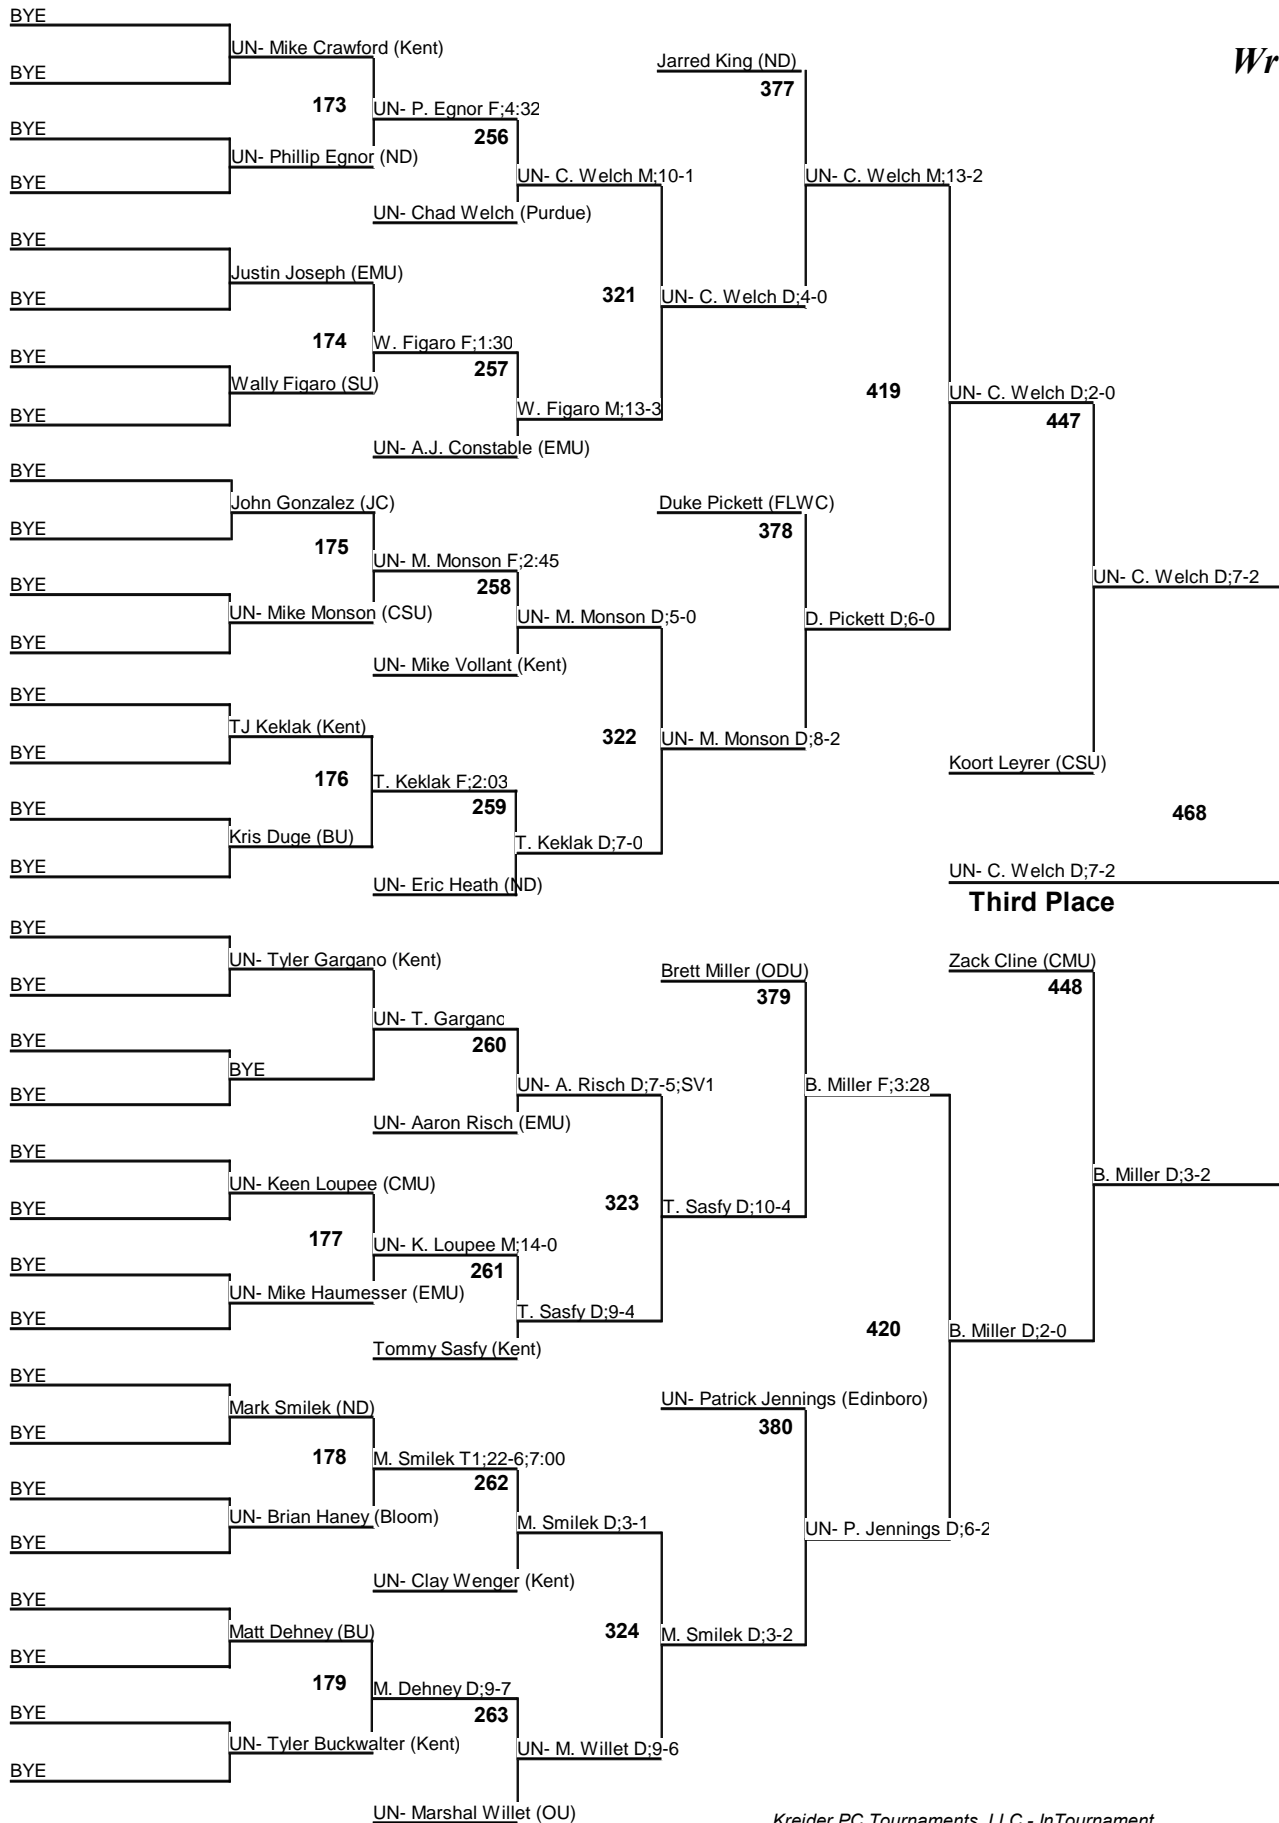 BYE
UN- Mike Crawford (Kent)
Jarred King (ND)
Wr
BYE
377
173
UN- P. Egnor F;4:32
BYE
256
UN- Phillip Egnor (ND)
UN- C. Welch M;10-1
UN- C. Welch M;13-2
BYE
UN- Chad Welch (Purdue)
BYE
Justin Joseph (EMU)
321
UN- C. Welch D;4-0
BYE
174
W. Figaro F;1:30
BYE
257
Wally Figaro (SU)
419
UN- C. Welch D;2-0
BYE
W. Figaro M;13-3
447
UN- A.J. Constable (EMU)
BYE
John Gonzalez (JC)
Duke Pickett (FLWC)
BYE
378
175
UN- M. Monson F;2:45
UN- C. Welch D;7-2
BYE
258
UN- Mike Monson (CSU)
UN- M. Monson D;5-0
D. Pickett D;6-0
BYE
UN- Mike Vollant (Kent)
BYE
TJ Keklak (Kent)
322
UN- M. Monson D;8-2
BYE
Koort Leyrer (CSU)
176
T. Keklak F;2:03
BYE
259
468
Kris Duge (BU)
T. Keklak D;7-0
BYE
UN- Eric Heath (ND)
UN- C. Welch D;7-2
Third Place
BYE
UN- Tyler Gargano (Kent)
Brett Miller (ODU)
Zack Cline (CMU)
BYE
379
448
UN- T. Gargano
BYE
260
BYE
UN- A. Risch D;7-5;SV1
B. Miller F;3:28
BYE
UN- Aaron Risch (EMU)
BYE
UN- Keen Loupee (CMU)
B. Miller D;3-2
BYE
323
T. Sasfy D;10-4
177
UN- K. Loupee M;14-0
BYE
261
UN- Mike Haumesser (EMU)
T. Sasfy D;9-4
BYE
420
B. Miller D;2-0
Tommy Sasfy (Kent)
BYE
Mark Smilek (ND)
UN- Patrick Jennings (Edinboro)
BYE
380
178
M. Smilek T1;22-6;7:00
BYE
262
UN- Brian Haney (Bloom)
M. Smilek D;3-1
UN- P. Jennings D;6-2
BYE
UN- Clay Wenger (Kent)
BYE
Matt Dehney (BU)
324
M. Smilek D;3-2
BYE
179
M. Dehney D;9-7
BYE
263
UN- Tyler Buckwalter (Kent)
UN- M. Willet D;9-6
BYE
UN- Marshal Willet (OU)
Kreider PC Tournaments, LLC - InTournament